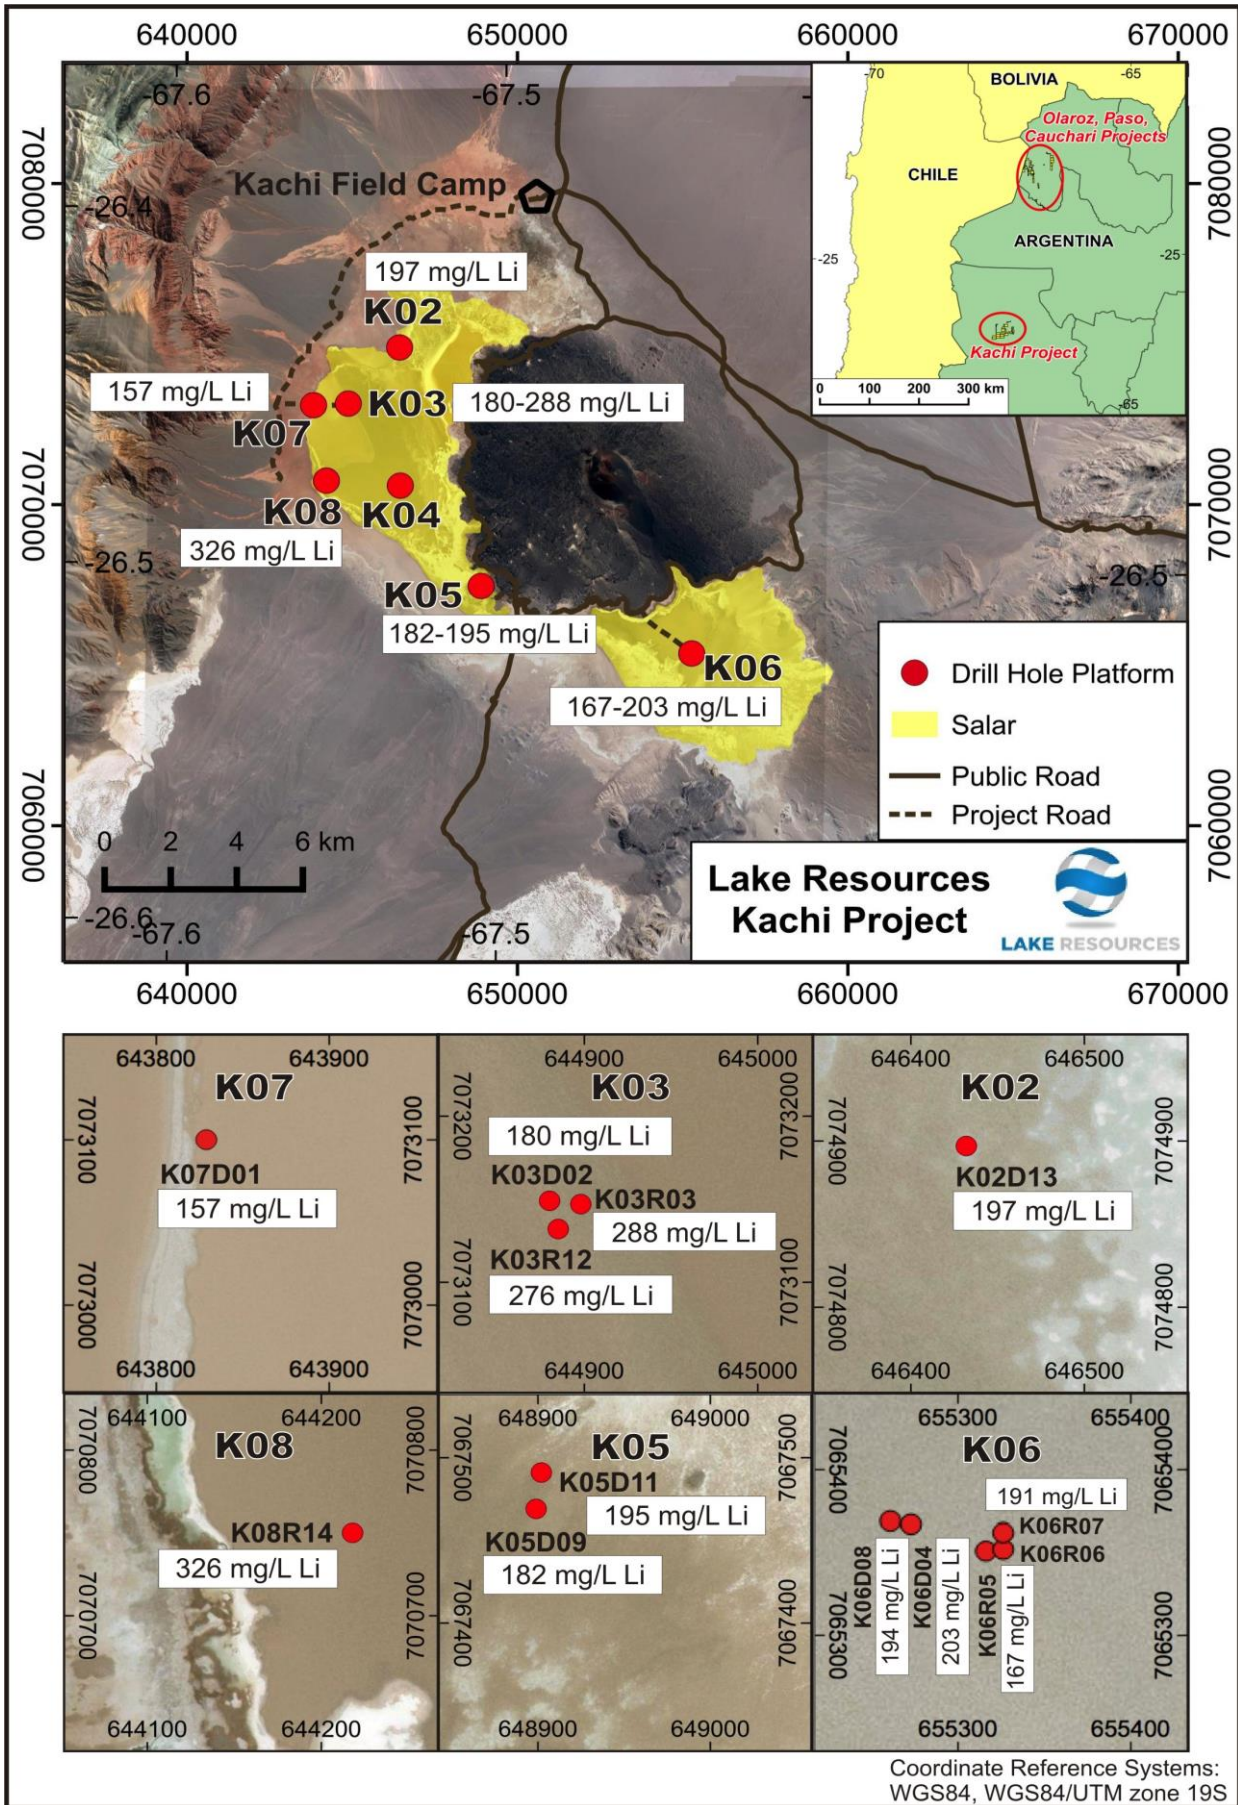 640000 650000 660000 670000
-67.6 -67.5
7080000
7080000
-26.4
Kachi Field Camp
197 mg/L Li
K02
157 mg/L Li
K03
180-288 mg/L Li
K07
7070000
7070000
K08
K04
326 mg/L Li
-26.5
-26.5
K05
182-195 mg/L Li
K06
167-203 mg/L Li
7060000
7060000
0 2 4 6 km
-26.6
-67.6
-67.5
640000 650000 660000 670000
-70
-65
BOLIVIA
Olaroz, Paso,
Cauchari Projects
CHILE
ARGENTINA
-25
-25
Kachi Project
0 100 200 300 km
-65
Drill Hole Platform
Salar
Public Road
Project Road
Lake Resources
Kachi Project
LAKE RESOURCES
643800 643900
K07
7073100
7073100
K07D01
157 mg/L Li
7073000
7073000
643800 643900
644900 645000
K03
7073200
7073200
180 mg/L Li
K03D02
K03R03
288 mg/L Li
K03R12
276 mg/L Li
7073100
7073100
644900 645000
646400 646500
K02
7074900
7074900
K02D13
197 mg/L Li
7074800
7074800
646400 646500
644100 644200
K08
7070800
7070800
K08R14
326 mg/L Li
7070700
7070700
644100 644200
648900 649000
K05
7067500
7067500
K05D11
195 mg/L Li
K05D09
182 mg/L Li
7067400
7067400
648900 649000
655300 655400
K06
7065400
7065400
191 mg/L Li
K06R07
K06R06
K06D08
194 mg/L Li
K06D04
203 mg/L Li
K06R05
167 mg/L Li
7065300
7065300
655300 655400
Coordinate Reference Systems:
WGS84, WGS84/UTM zone 19S